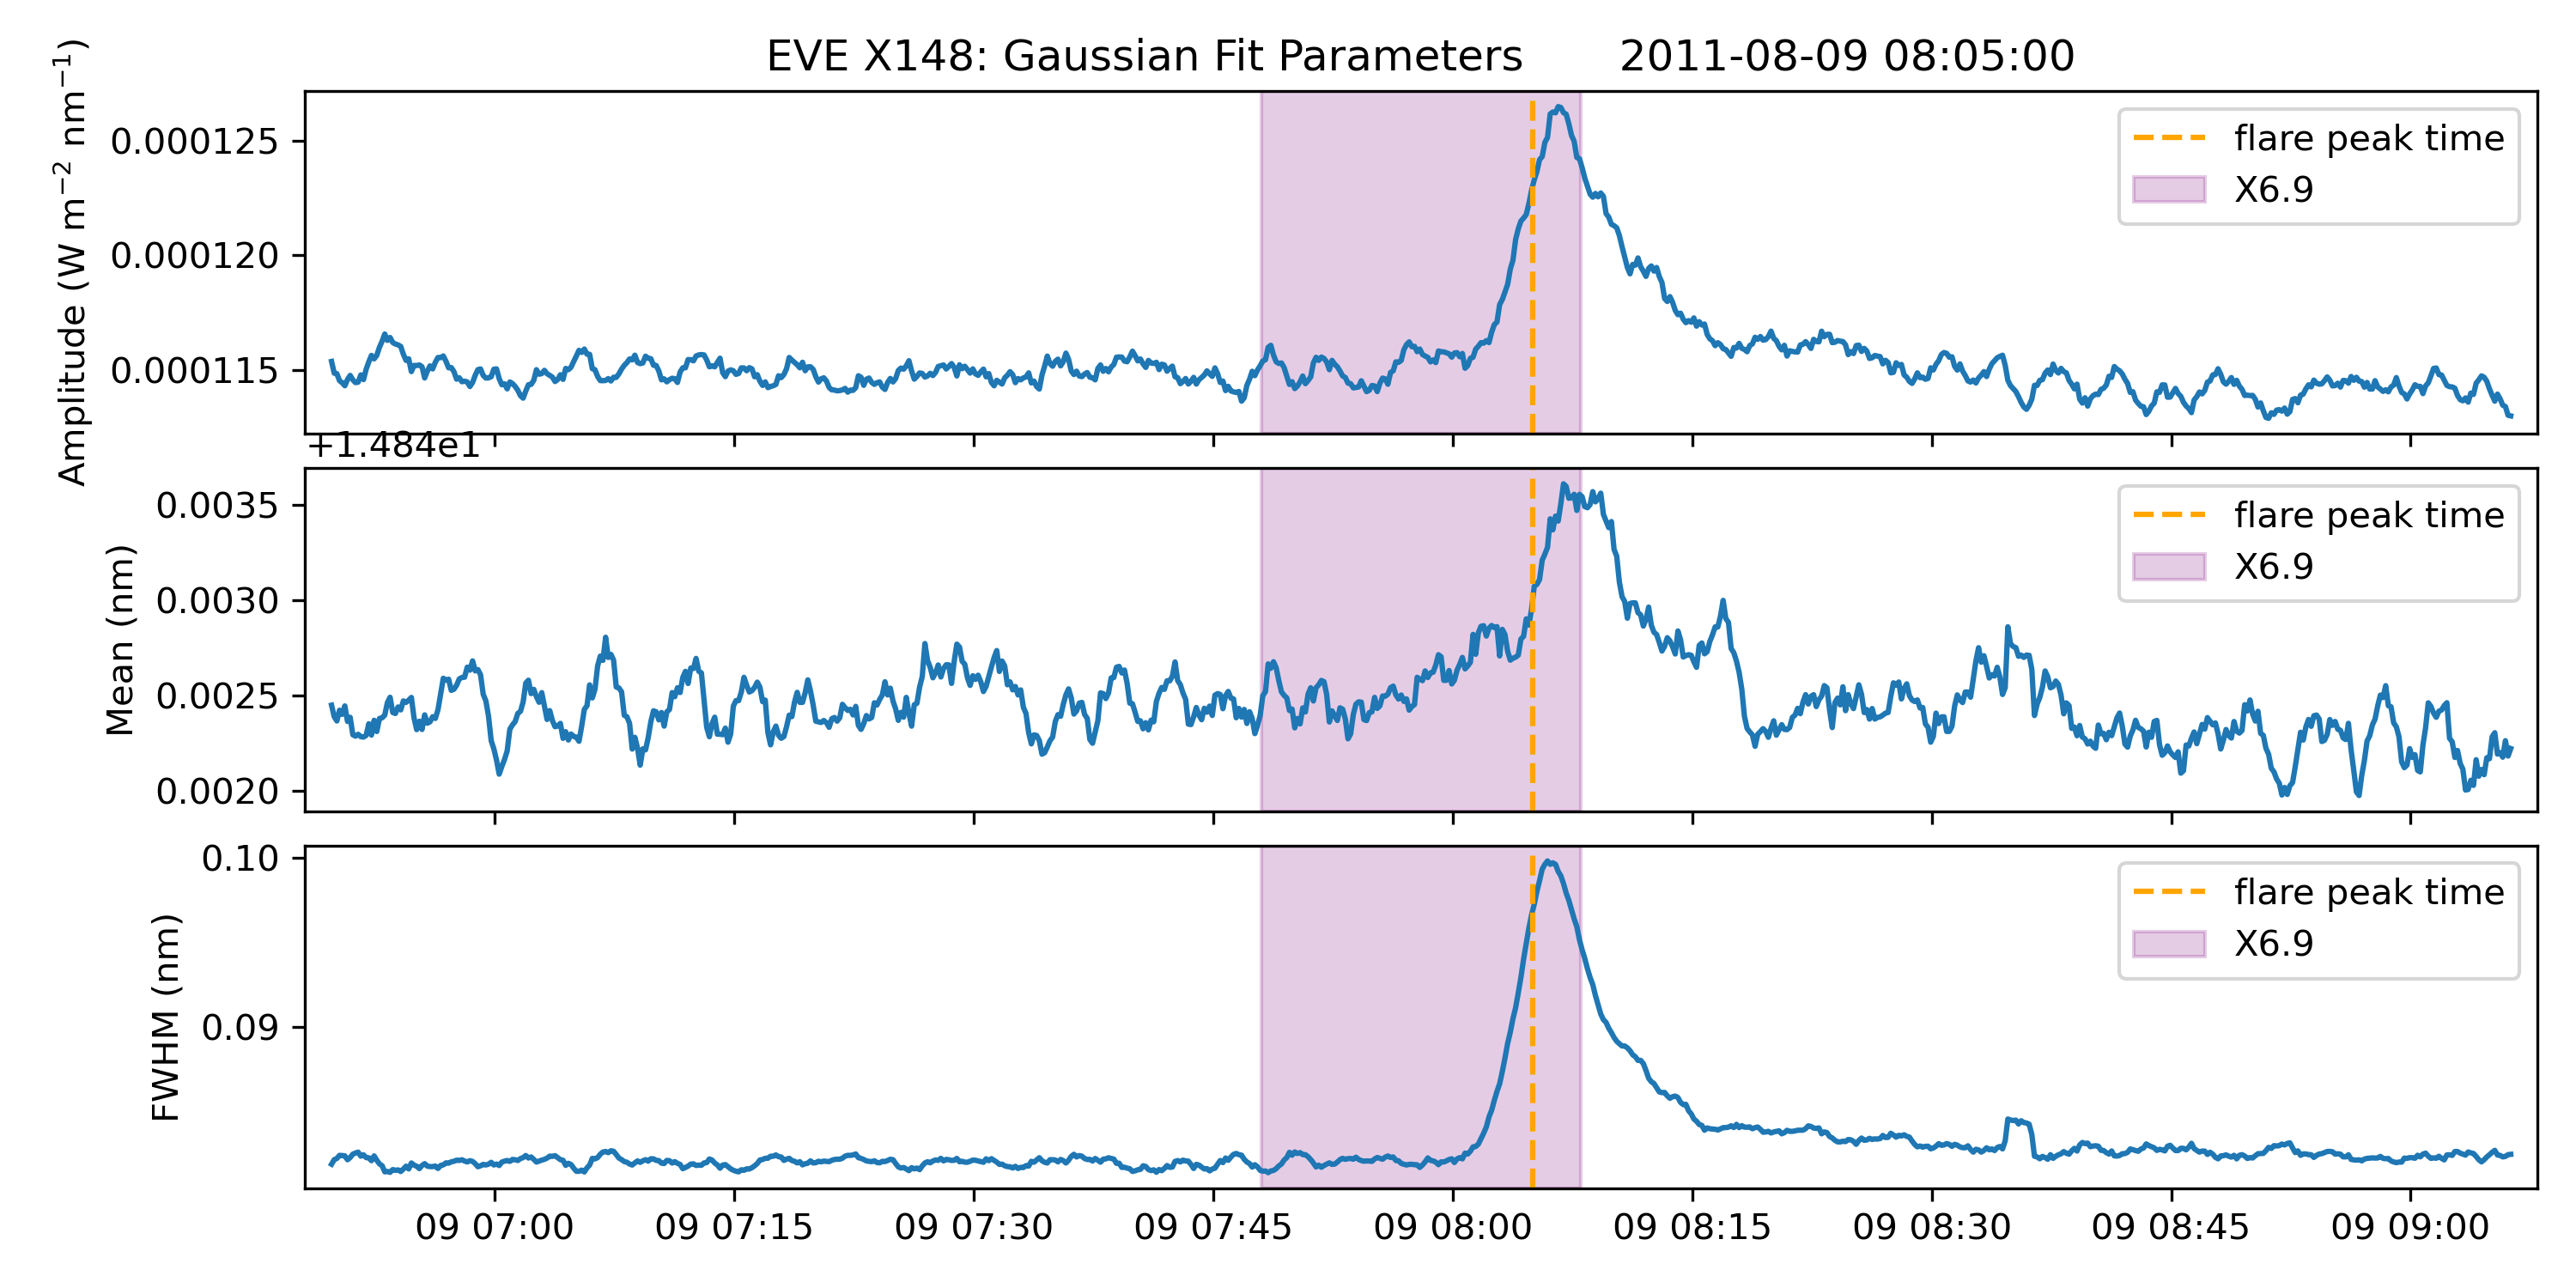 EVE X148: Gaussian Fit Parameters 2011-08-09 08:05:00
Amplitude (W m⁻² nm⁻¹)
0.000125
0.000120
0.000115
flare peak time
X6.9
+1.484e1
Mean (nm)
0.0035
0.0030
0.0025
0.0020
flare peak time
X6.9
FWHM (nm)
0.10
0.09
flare peak time
X6.9
09 07:00 09 07:15 09 07:30 09 07:45 09 08:00 09 08:15 09 08:30 09 08:45 09 09:00